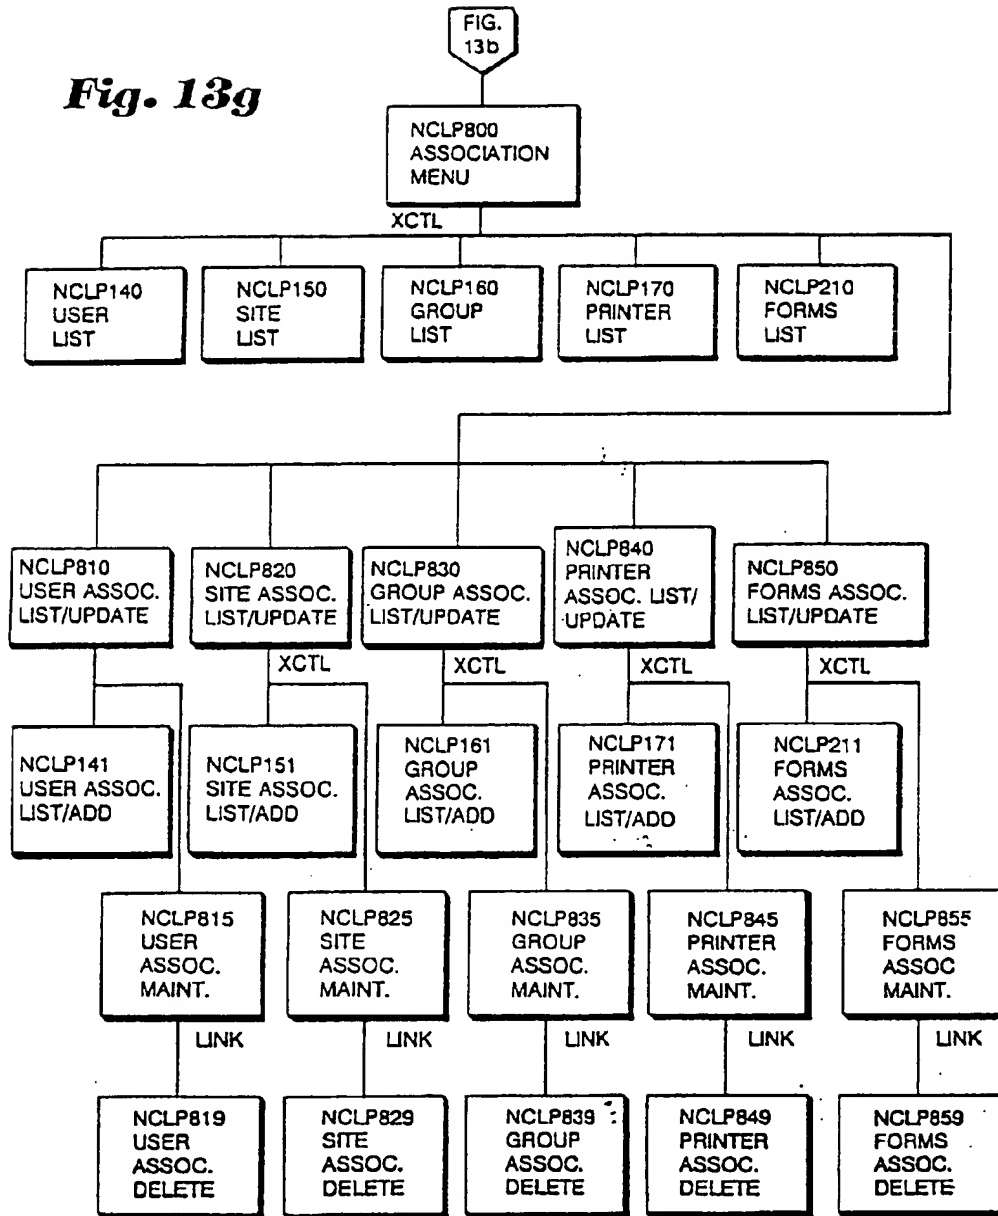 FIG.
13b
Fig. 13g
NCLP800
ASSOCIATION
MENU
XCTL
NCLP140
USER
LIST
NCLP150
SITE
LIST
NCLP160
GROUP
LIST
NCLP170
PRINTER
LIST
NCLP210
FORMS
LIST
NCLP810
USER ASSOC.
LIST/UPDATE
NCLP820
SITE ASSOC.
LIST/UPDATE
NCLP830
GROUP ASSOC.
LIST/UPDATE
NCLP840
PRINTER
ASSOC. LIST/
UPDATE
NCLP850
FORMS ASSOC.
LIST/UPDATE
XCTL
XCTL
XCTL
XCTL
NCLP141
USER ASSOC.
LIST/ADD
NCLP151
SITE ASSOC.
LIST/ADD
NCLP161
GROUP
ASSOC.
LIST/ADD
NCLP171
PRINTER
ASSOC.
LIST/ADD
NCLP211
FORMS
ASSOC.
LIST/ADD
NCLP815
USER
ASSOC.
MAINT.
NCLP825
SITE
ASSOC.
MAINT.
NCLP835
GROUP
ASSOC.
MAINT.
NCLP845
PRINTER
ASSOC.
MAINT.
NCLP855
FORMS
ASSOC
MAINT.
LINK
LINK
LINK
LINK
LINK
NCLP819
USER
ASSOC.
DELETE
NCLP829
SITE
ASSOC.
DELETE
NCLP839
GROUP
ASSOC.
DELETE
NCLP849
PRINTER
ASSOC.
DELETE
NCLP859
FORMS
ASSOC.
DELETE